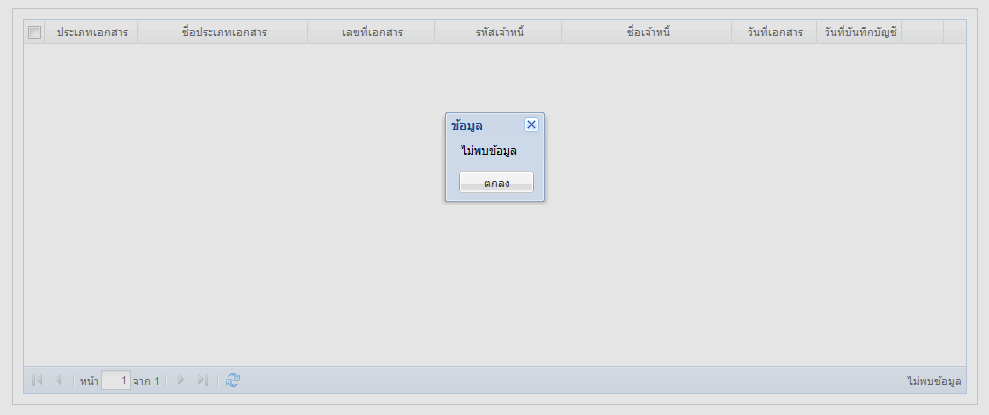 ประเภทเอกสาร ชื่อประเภทเอกสาร เลขที่เอกสาร รหัสเจ้าหนี้ ชื่อเจ้าหนี้ วันที่เอกสาร วันที่บันทึกบัญชี
ข้อมูล
ไม่พบข้อมูล
ตกลง
หน้า 1 จาก 1 ไม่พบข้อมูล